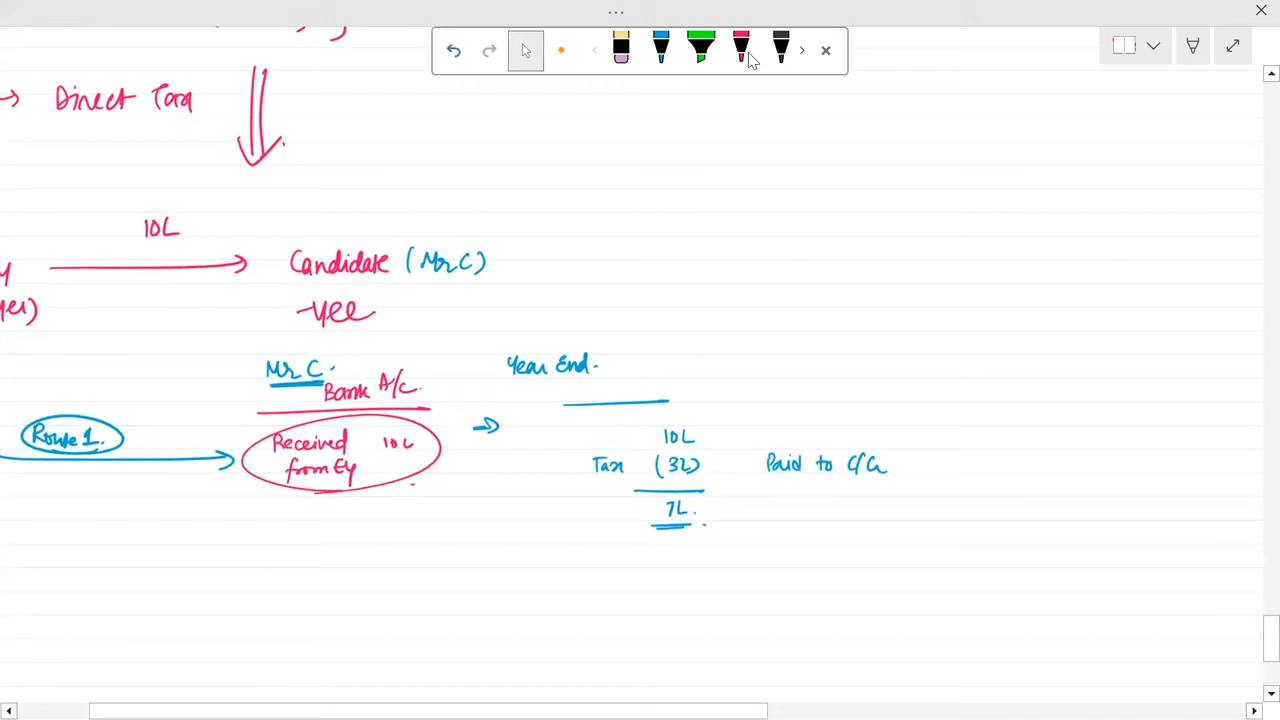 Direct Tax
10L
Candidate (Mr C)
-yee
yer)
Mr C.
Bank A/C.
Year End.
Route 1.
Received 10L
from EY
10L
Tax (3L) Paid to C/G
7L.